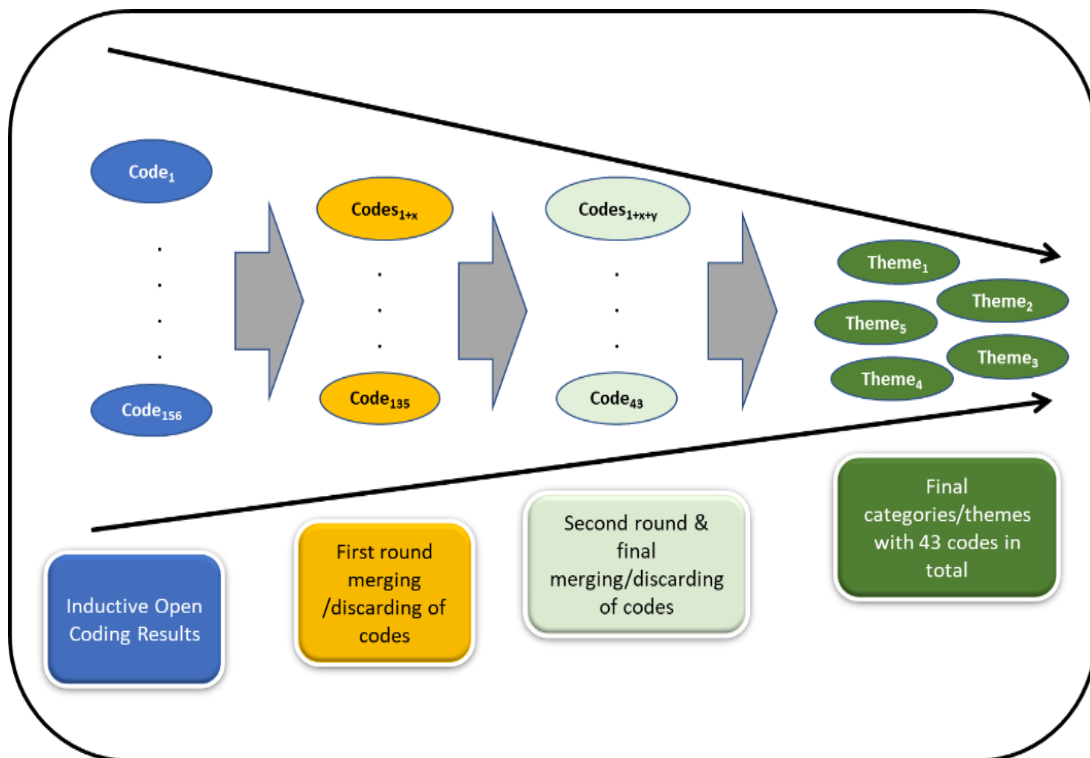 Code₁
Code₁₅₆
Codes₁₊ₓ
Code₁₃₅
Codes₁₊ₓ₊ᵧ
Code₄₃
Theme₁
Theme₂
Theme₅
Theme₃
Theme₄
Inductive Open
Coding Results
First round
merging
/discarding of
codes
Second round &
final
merging/discarding
of codes
Final
categories/themes
with 43 codes in
total